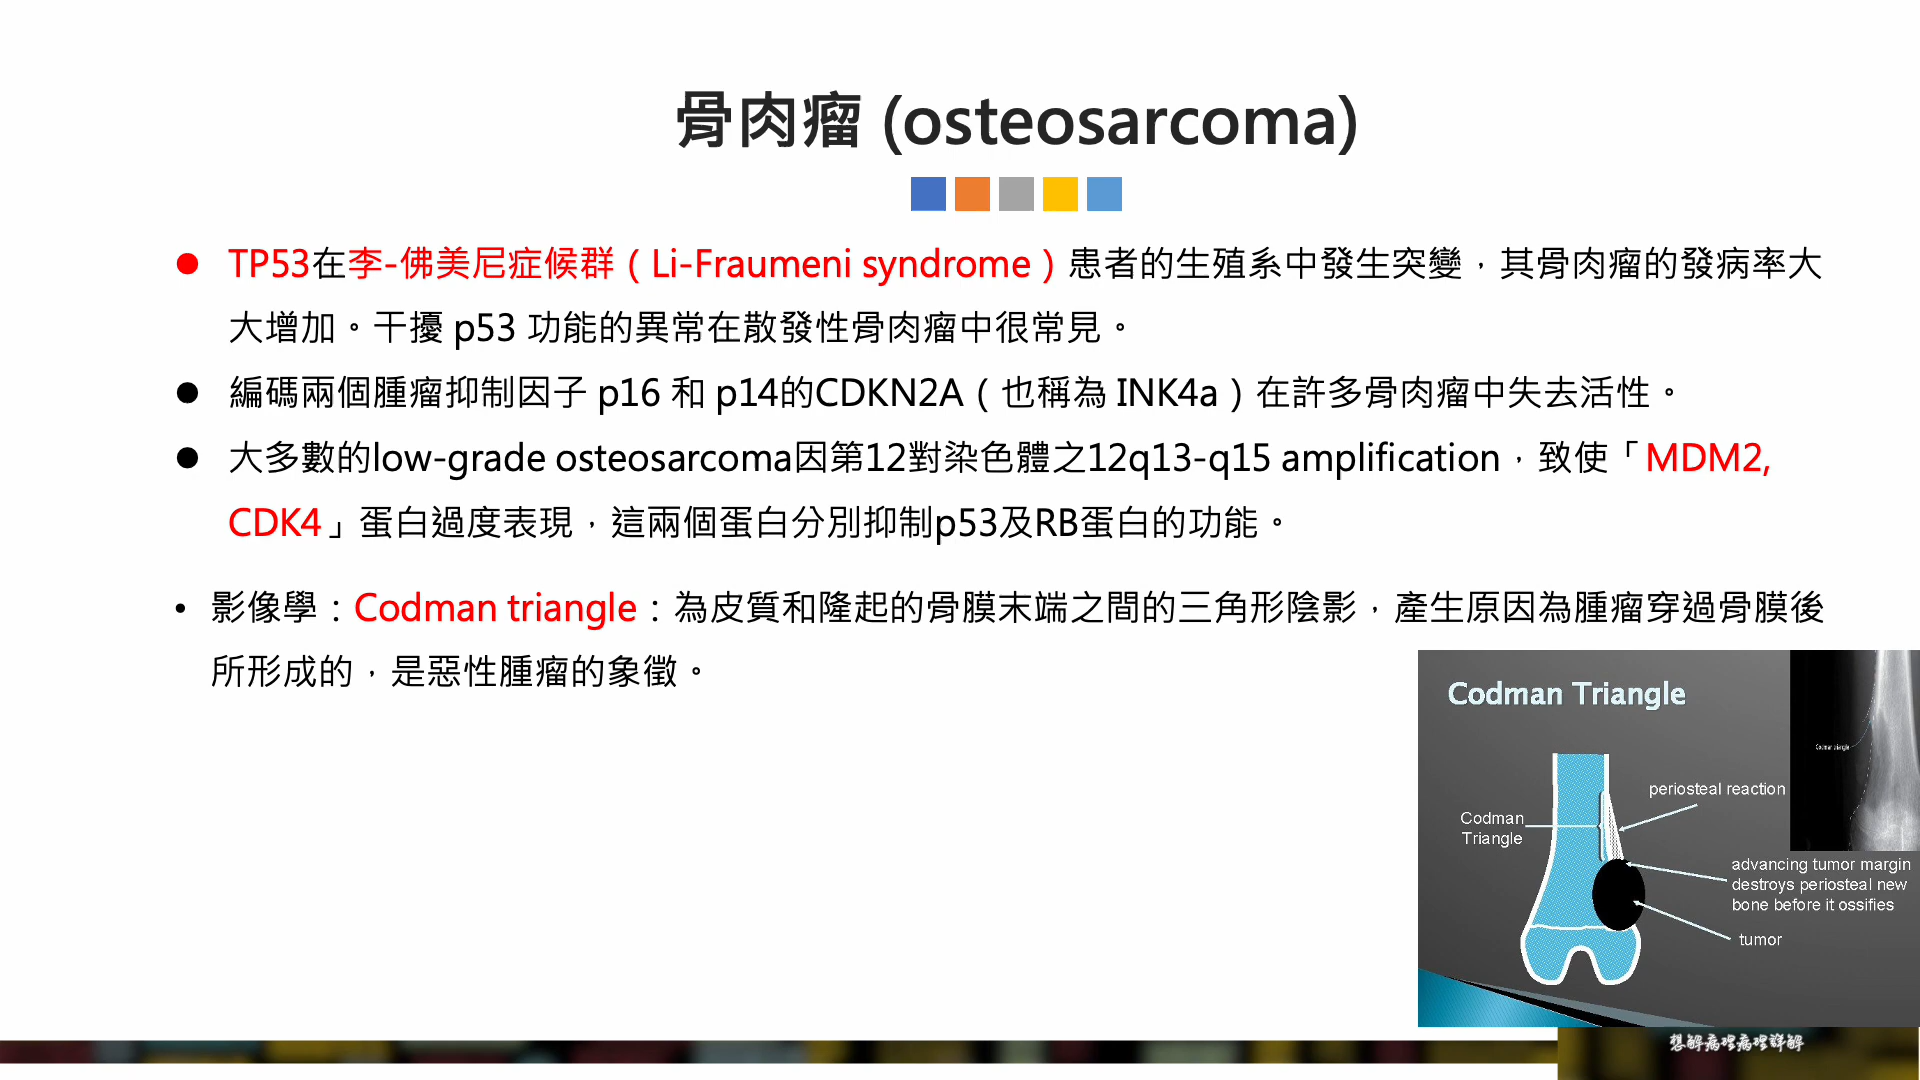 骨肉瘤 (osteosarcoma)
TP53在李-佛美尼症候群（Li-Fraumeni syndrome）患者的生殖系中發生突變，其骨肉瘤的發病率大
大增加。干擾 p53 功能的異常在散發性骨肉瘤中很常見。
編碼兩個腫瘤抑制因子 p16 和 p14的CDKN2A（也稱為 INK4a）在許多骨肉瘤中失去活性。
大多數的low-grade osteosarcoma因第12對染色體之12q13-q15 amplification，致使「MDM2,
CDK4」蛋白過度表現，這兩個蛋白分別抑制p53及RB蛋白的功能。
影像學：Codman triangle：為皮質和隆起的骨膜末端之間的三角形陰影，產生原因為腫瘤穿過骨膜後
所形成的，是惡性腫瘤的象徵。
Codman Triangle
Codman triangle
periosteal reaction
Codman
Triangle
advancing tumor margin
destroys periosteal new
bone before it ossifies
tumor
想解病理病理詳解